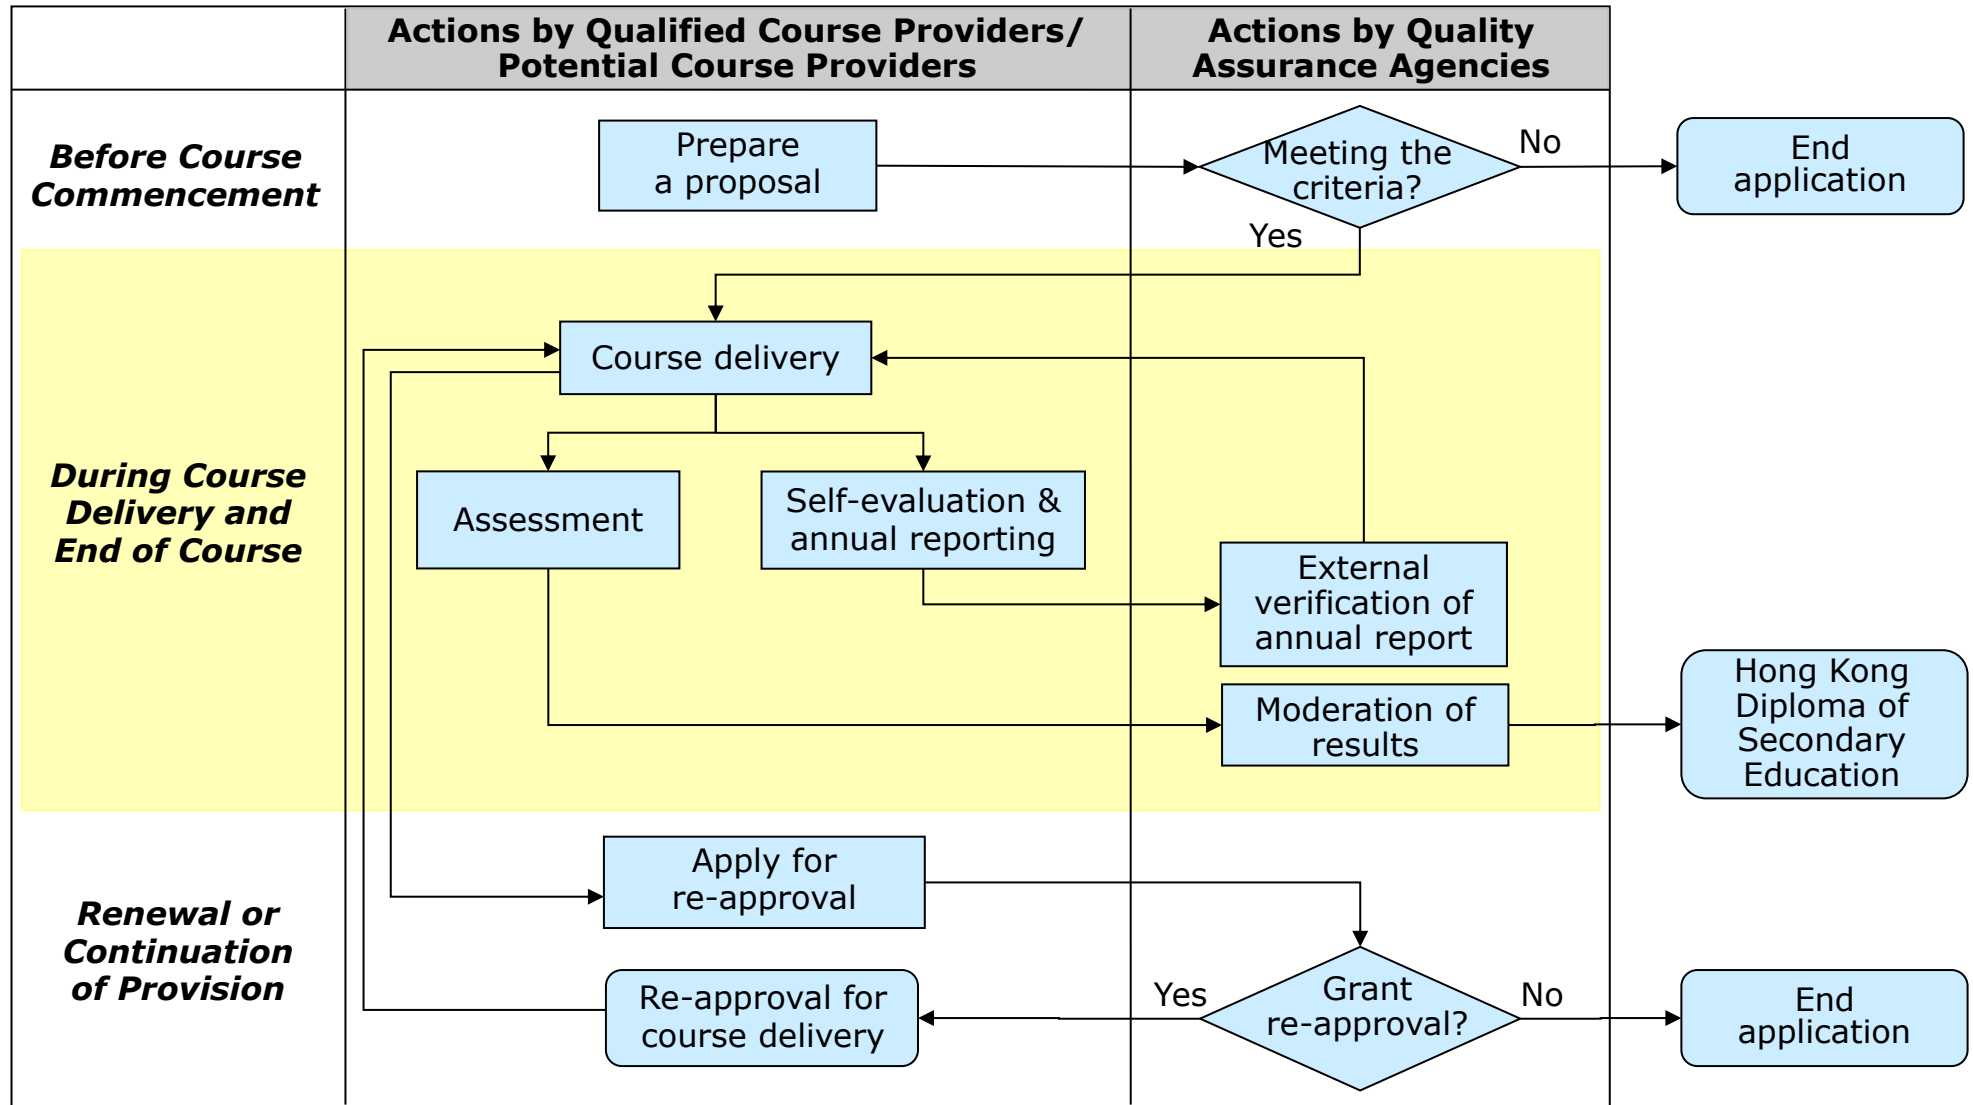 Actions by Qualified Course Providers/
Potential Course Providers
Actions by Quality
Assurance Agencies
Before Course
Commencement
Prepare
a proposal
Meeting the
criteria?
No
End
application
Yes
During Course
Delivery and
End of Course
Course delivery
Assessment
Self-evaluation &
annual reporting
External
verification of
annual report
Moderation of
results
Hong Kong
Diploma of
Secondary
Education
Renewal or
Continuation
of Provision
Apply for
re-approval
Re-approval for
course delivery
Yes
Grant
re-approval?
No
End
application